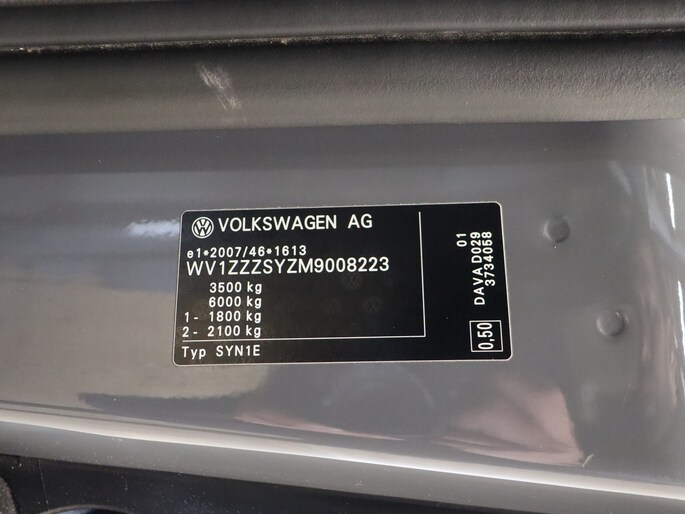 VOLKSWAGEN AG
e1*2007/46*1613
WV1ZZZSYZM9008223
3500 kg
6000 kg
1- 1800 kg
2- 2100 kg
Typ SYN1E
01
DAVAD029
3734058
0,50